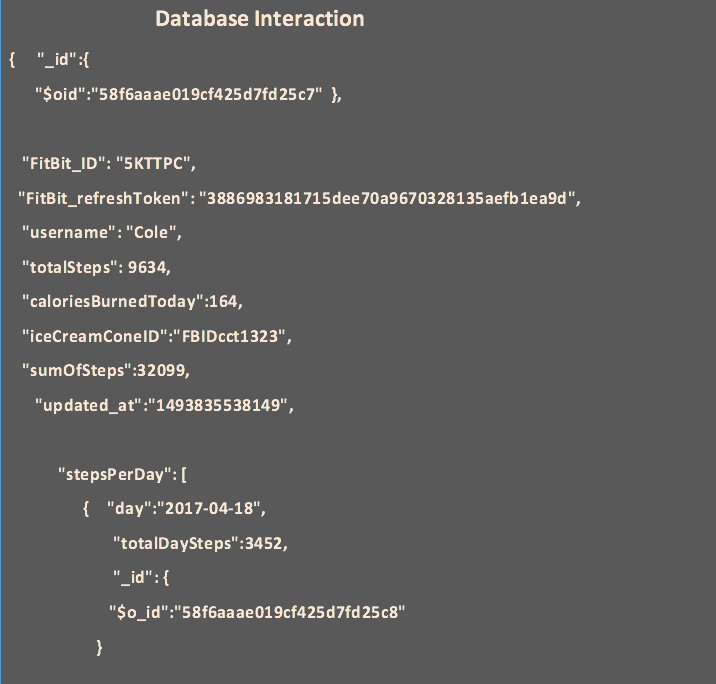 Database Interaction
{ "_id":{
"$oid":"58f6aaae019cf425d7fd25c7" },
"FitBit_ID": "5KTTPC",
"FitBit_refreshToken": "3886983181715dee70a9670328135aefb1ea9d",
"username": "Cole",
"totalSteps": 9634,
"caloriesBurnedToday":164,
"iceCreamConeID":"FBIDcct1323",
"sumOfSteps":32099,
"updated_at":"1493835538149",
"stepsPerDay": [
{ "day":"2017-04-18",
"totalDaySteps":3452,
"_id": {
"$o_id":"58f6aaae019cf425d7fd25c8"
}